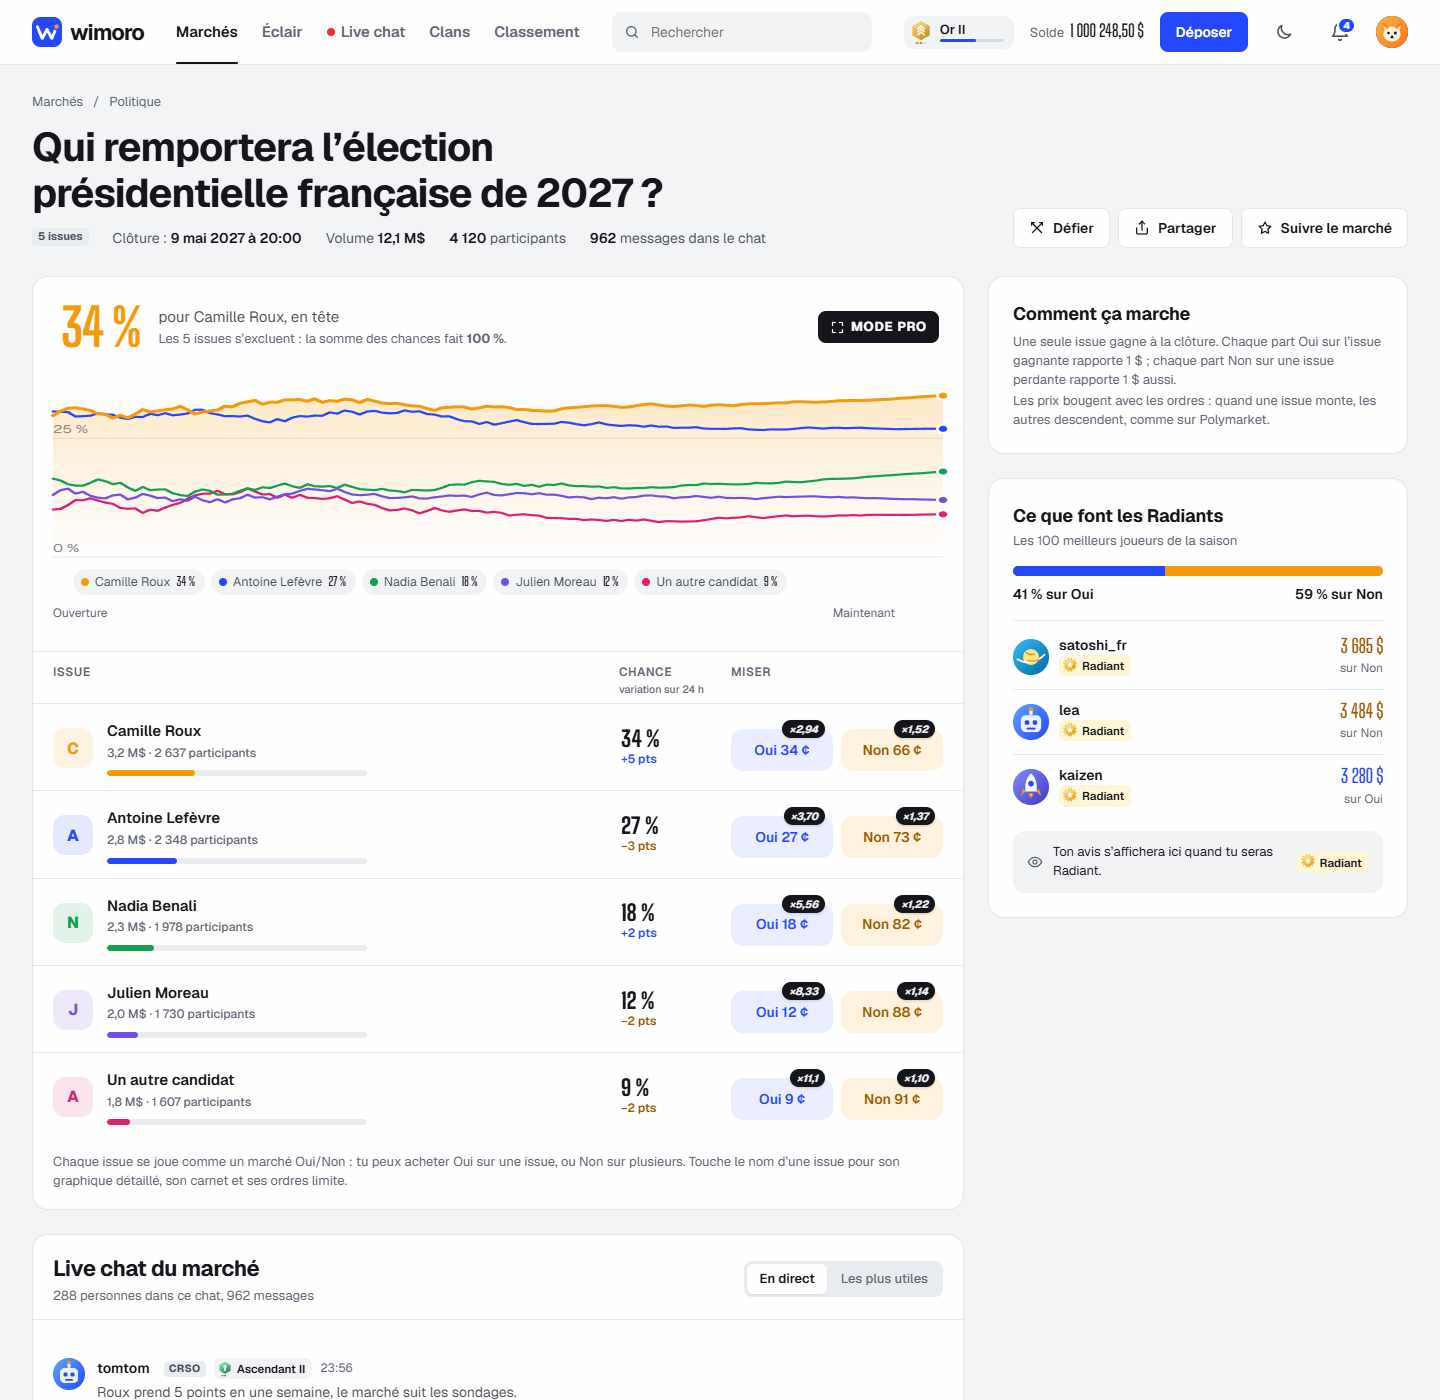 wimoro
Marchés
Éclair
Live chat
Clans
Classement
Rechercher
Or II
Solde 1 000 248,50 $
Déposer
4
Marchés / Politique
Qui remportera l’élection
présidentielle française de 2027 ?
5 issues
Clôture : 9 mai 2027 à 20:00
Volume 12,1 M$
4 120 participants
962 messages dans le chat
Défier
Partager
Suivre le marché
34 %
pour Camille Roux, en tête
Les 5 issues s’excluent : la somme des chances fait 100 %.
MODE PRO
25 %
0 %
Camille Roux 34 %
Antoine Lefèvre 27 %
Nadia Benali 18 %
Julien Moreau 12 %
Un autre candidat 9 %
Ouverture
Maintenant
ISSUE
CHANCE
variation sur 24 h
MISER
C
Camille Roux
3,2 M$ · 2 637 participants
34 %
+5 pts
×2,94
Oui 34 ¢
×1,52
Non 66 ¢
A
Antoine Lefèvre
2,8 M$ · 2 348 participants
27 %
−3 pts
×3,70
Oui 27 ¢
×1,37
Non 73 ¢
N
Nadia Benali
2,3 M$ · 1 978 participants
18 %
+2 pts
×5,56
Oui 18 ¢
×1,22
Non 82 ¢
J
Julien Moreau
2,0 M$ · 1 730 participants
12 %
−2 pts
×8,33
Oui 12 ¢
×1,14
Non 88 ¢
A
Un autre candidat
1,8 M$ · 1 607 participants
9 %
−2 pts
×11,1
Oui 9 ¢
×1,10
Non 91 ¢
Chaque issue se joue comme un marché Oui/Non : tu peux acheter Oui sur une issue, ou Non sur plusieurs. Touche le nom d’une issue pour son
graphique détaillé, son carnet et ses ordres limite.
Comment ça marche
Une seule issue gagne à la clôture. Chaque part Oui sur l’issue
gagnante rapporte 1 $ ; chaque part Non sur une issue
perdante rapporte 1 $ aussi.
Les prix bougent avec les ordres : quand une issue monte, les
autres descendent, comme sur Polymarket.
Ce que font les Radiants
Les 100 meilleurs joueurs de la saison
41 % sur Oui
59 % sur Non
satoshi_fr
Radiant
3 685 $
sur Non
lea
Radiant
3 484 $
sur Non
kaizen
Radiant
3 280 $
sur Oui
Ton avis s’affichera ici quand tu seras
Radiant.
Radiant
Live chat du marché
288 personnes dans ce chat, 962 messages
En direct
Les plus utiles
tomtom
CRSO
Ascendant II
23:56
Roux prend 5 points en une semaine, le marché suit les sondages.